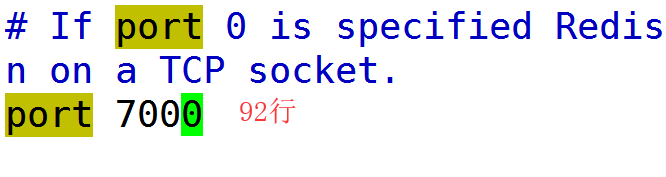 # If port 0 is specified Redis
n on a TCP socket.
port 7000 92行